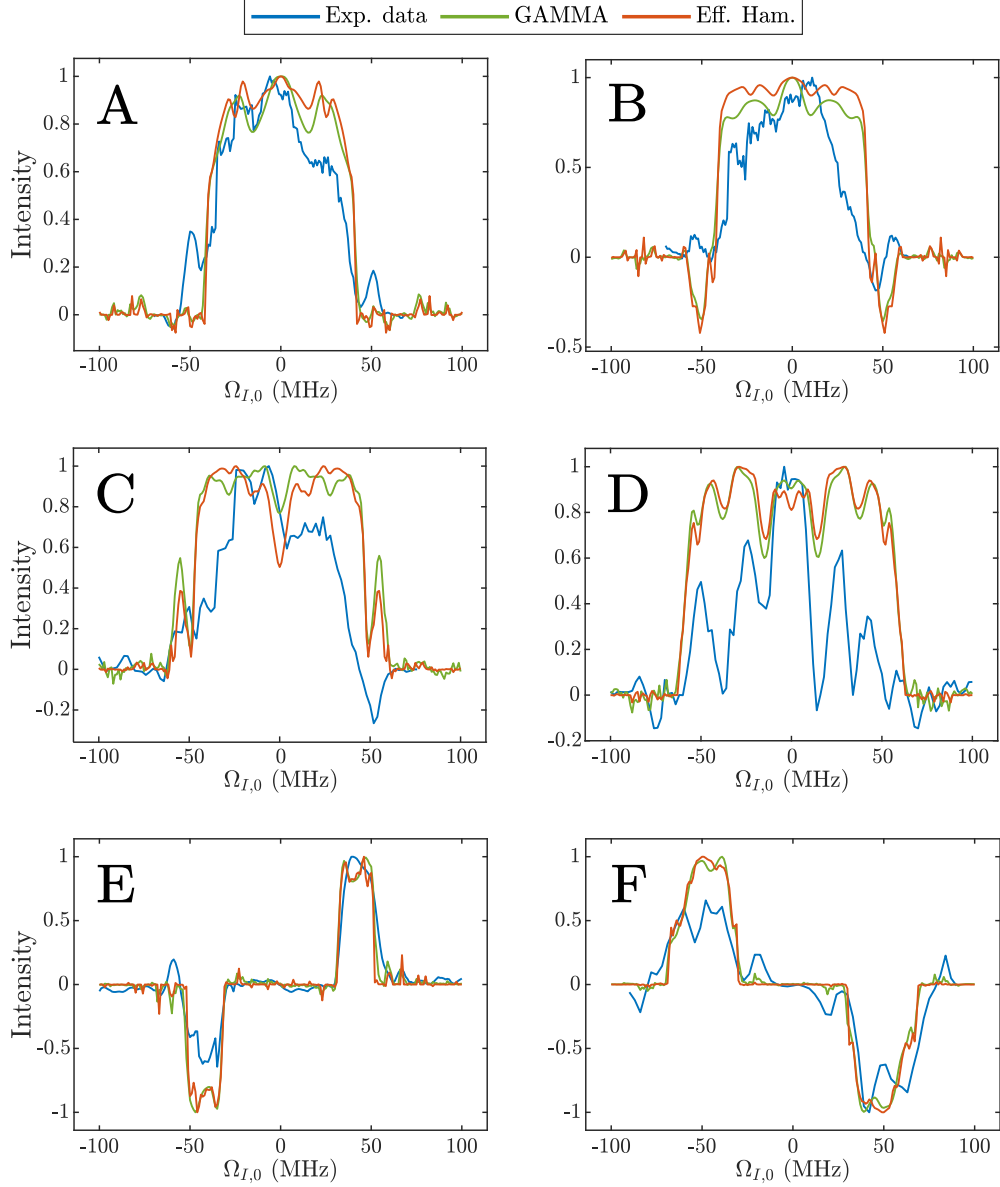 Exp. data GAMMA Eff. Ham.
A
B
Intensity
1
0.8
0.6
0.4
0.2
0
-100 -50 0 50 100
Ω_{I,0} (MHz)
1
0.5
0
-0.5
-100 -50 0 50 100
Ω_{I,0} (MHz)
C
D
Intensity
1
0.8
0.6
0.4
0.2
0
-0.2
-100 -50 0 50 100
Ω_{I,0} (MHz)
1
0.8
0.6
0.4
0.2
0
-0.2
-100 -50 0 50 100
Ω_{I,0} (MHz)
E
F
Intensity
1
0.5
0
-0.5
-1
-100 -50 0 50 100
Ω_{I,0} (MHz)
1
0.5
0
-0.5
-1
-100 -50 0 50 100
Ω_{I,0} (MHz)